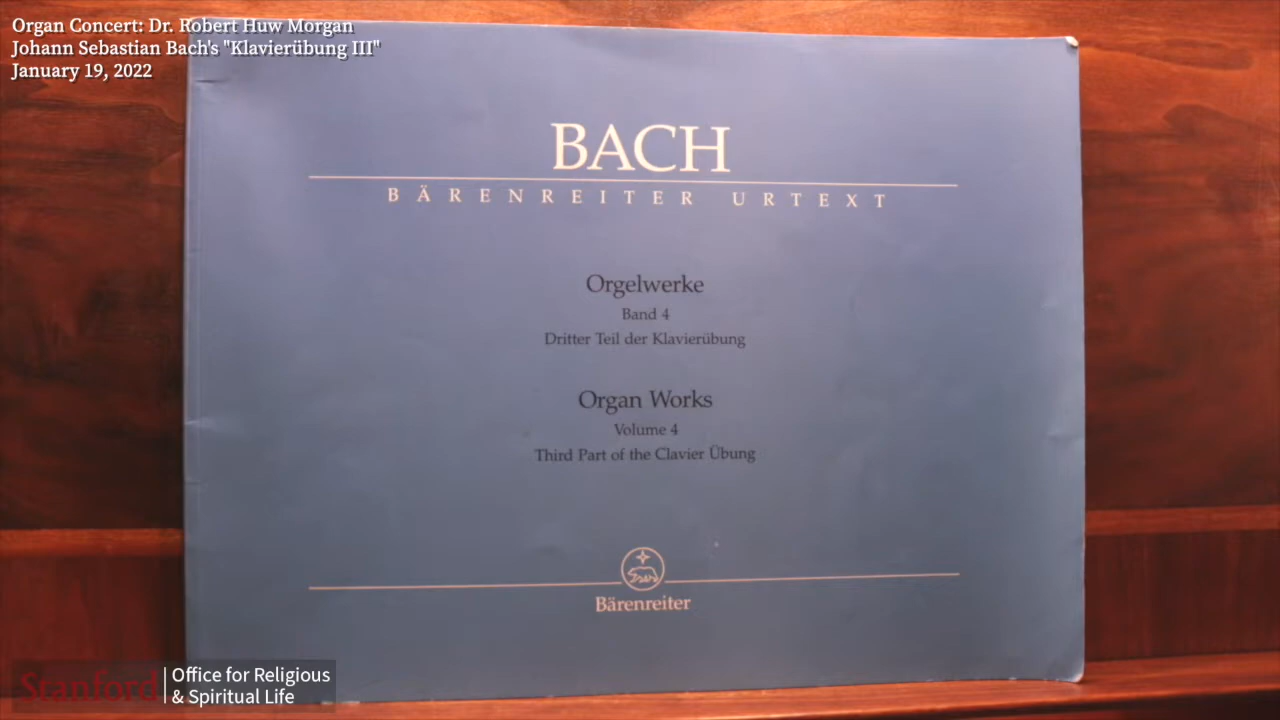 Organ Concert: Dr. Robert Huw Morgan
Johann Sebastian Bach's "Klavierübung III"
January 19, 2022
BACH
BÄRENREITER URTEXT
Orgelwerke
Band 4
Dritter Teil der Klavierübung
Organ Works
Volume 4
Third Part of the Clavier Übung
Bärenreiter
Stanford
Office for Religious
& Spiritual Life